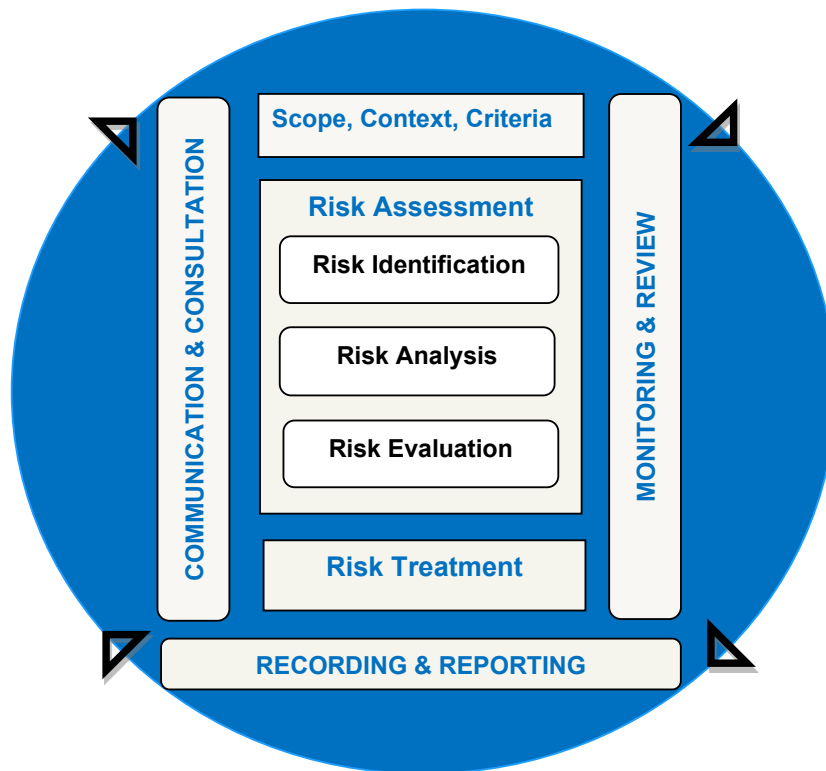 Scope, Context, Criteria
COMMUNICATION & CONSULTATION
Risk Assessment
Risk Identification
Risk Analysis
Risk Evaluation
MONITORING & REVIEW
Risk Treatment
RECORDING & REPORTING